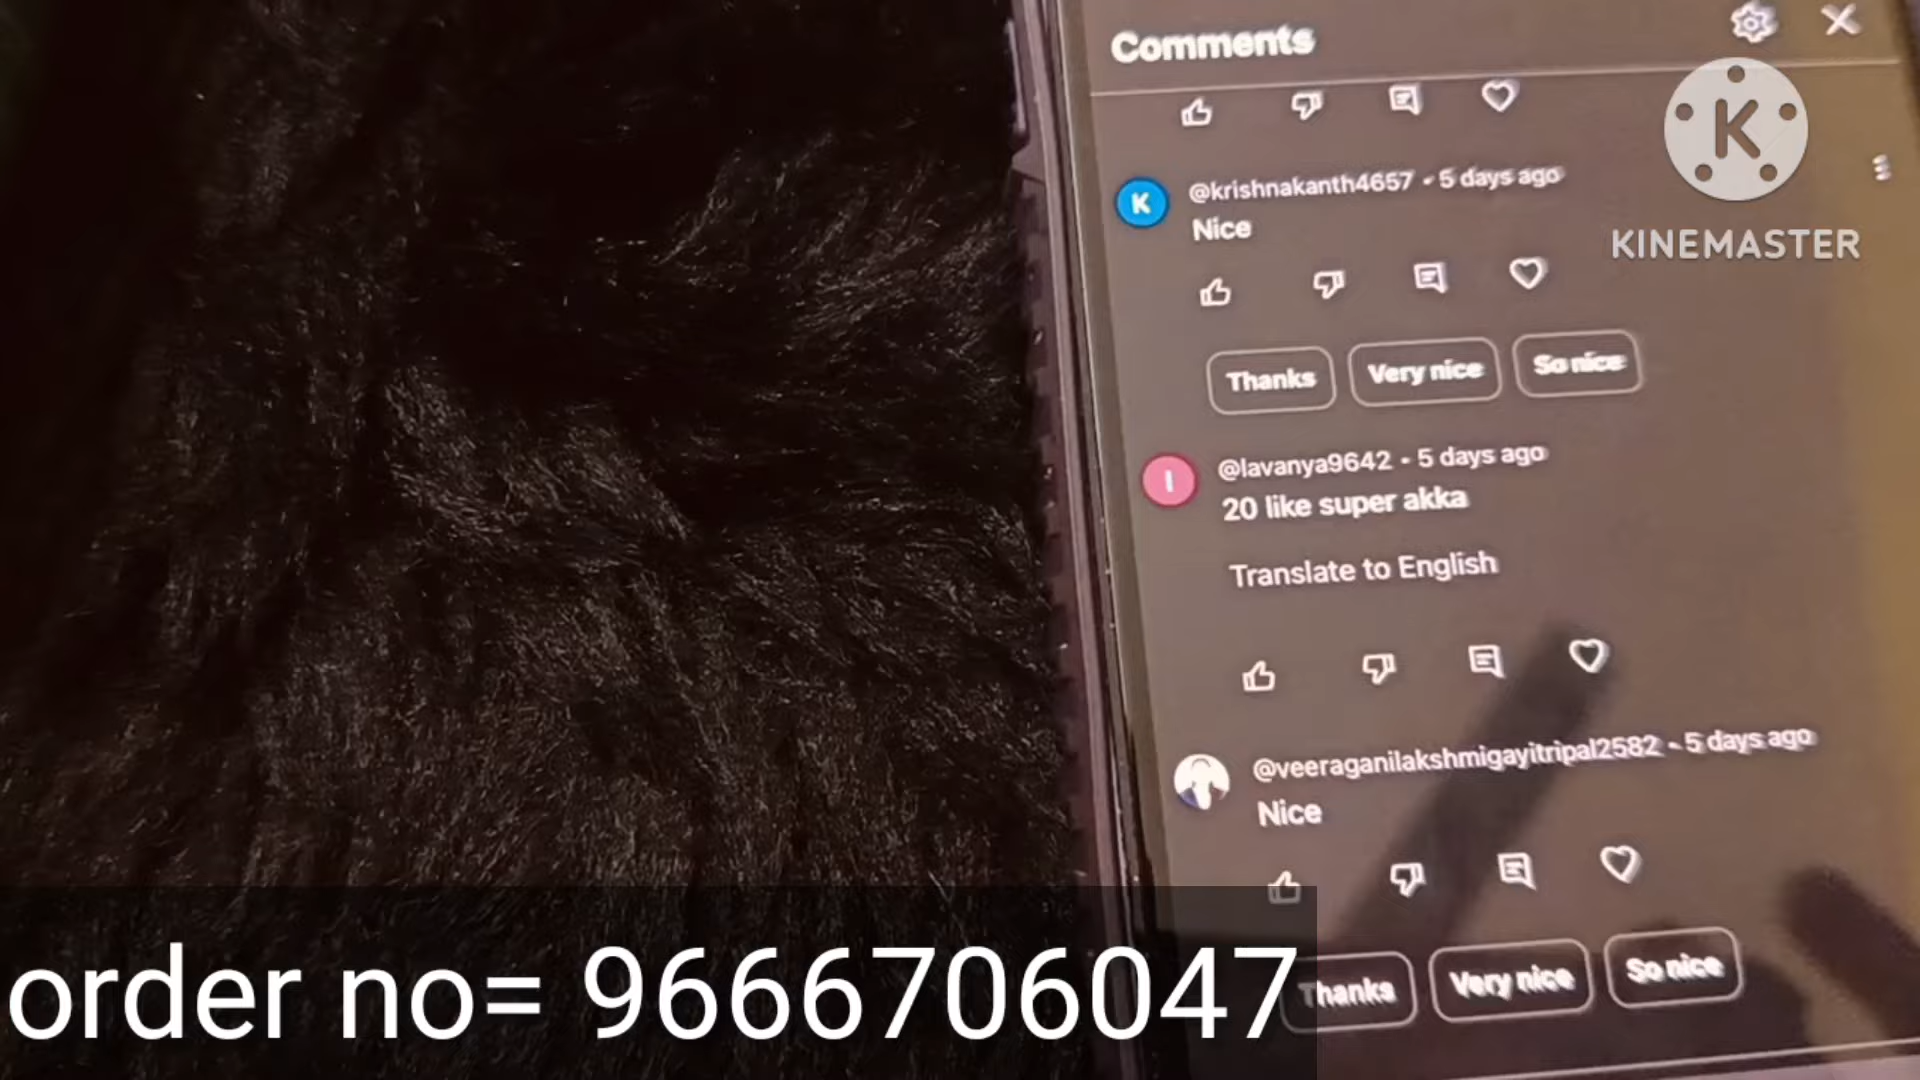 Comments
K
KINEMASTER
K
@krishnakanth4657 • 5 days ago
Nice
Thanks
Very nice
So nice
l
@lavanya9642 • 5 days ago
20 like super akka
Translate to English
@veeraganilakshmigayitripal2582 • 5 days ago
Nice
Thanks
Very nice
So nice
order no= 9666706047